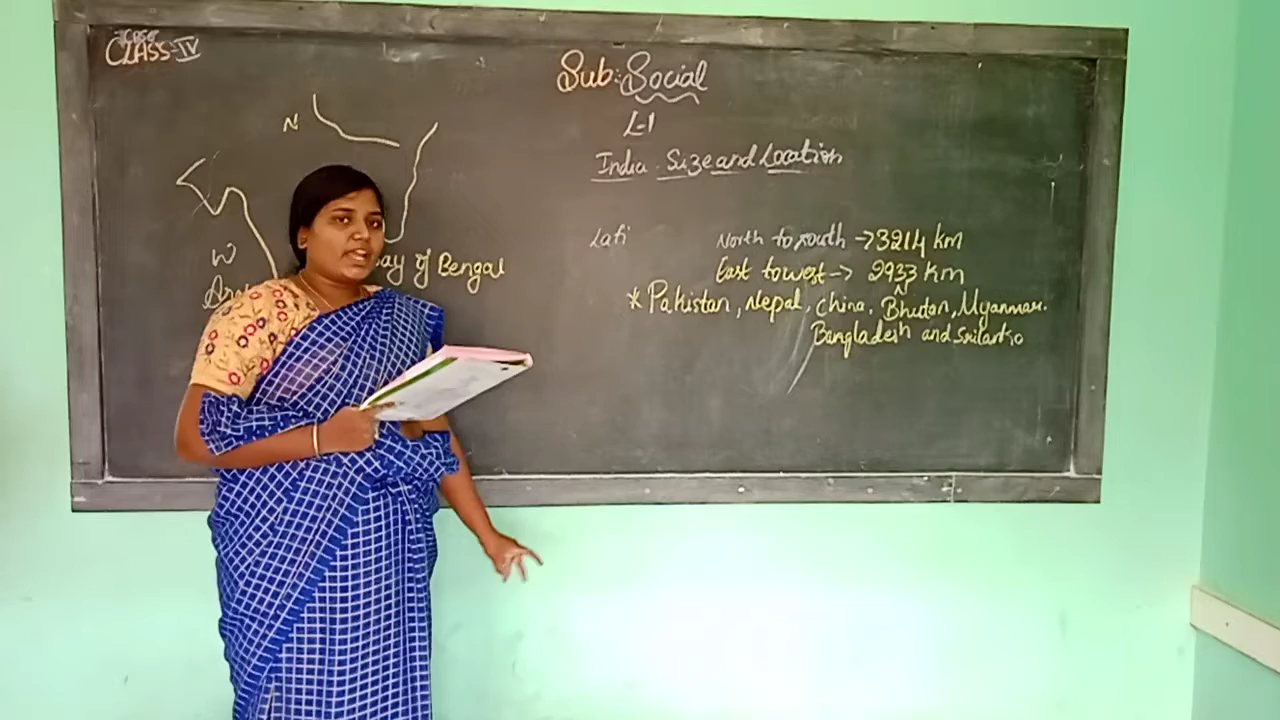 CBSE
CLASS-IV
Sub: Social
L-1
India - Size and Location
N
W
Bay of Bengal
Lati
North to south → 3214 km
East to west → 2933 km
N
* Pakistan, Nepal, China, Bhutan, Myanmar.
Bangladesh and Srilanka